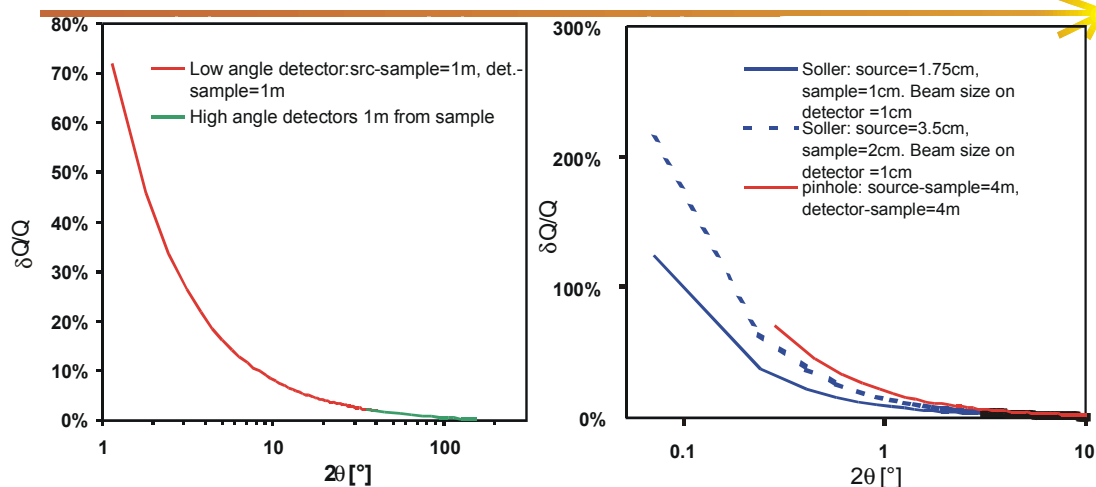 80%
70%
60%
50%
40%
30%
20%
10%
0%
δQ/Q
Low angle detector:src-sample=1m, det.-
sample=1m
High angle detectors 1m from sample
1
10
100
2θ [°]
300%
200%
100%
0%
δQ/Q
Soller: source=1.75cm,
sample=1cm. Beam size on
detector =1cm
Soller: source=3.5cm,
sample=2cm. Beam size on
detector =1cm
pinhole: source-sample=4m,
detector-sample=4m
0.1
1
10
2θ [°]